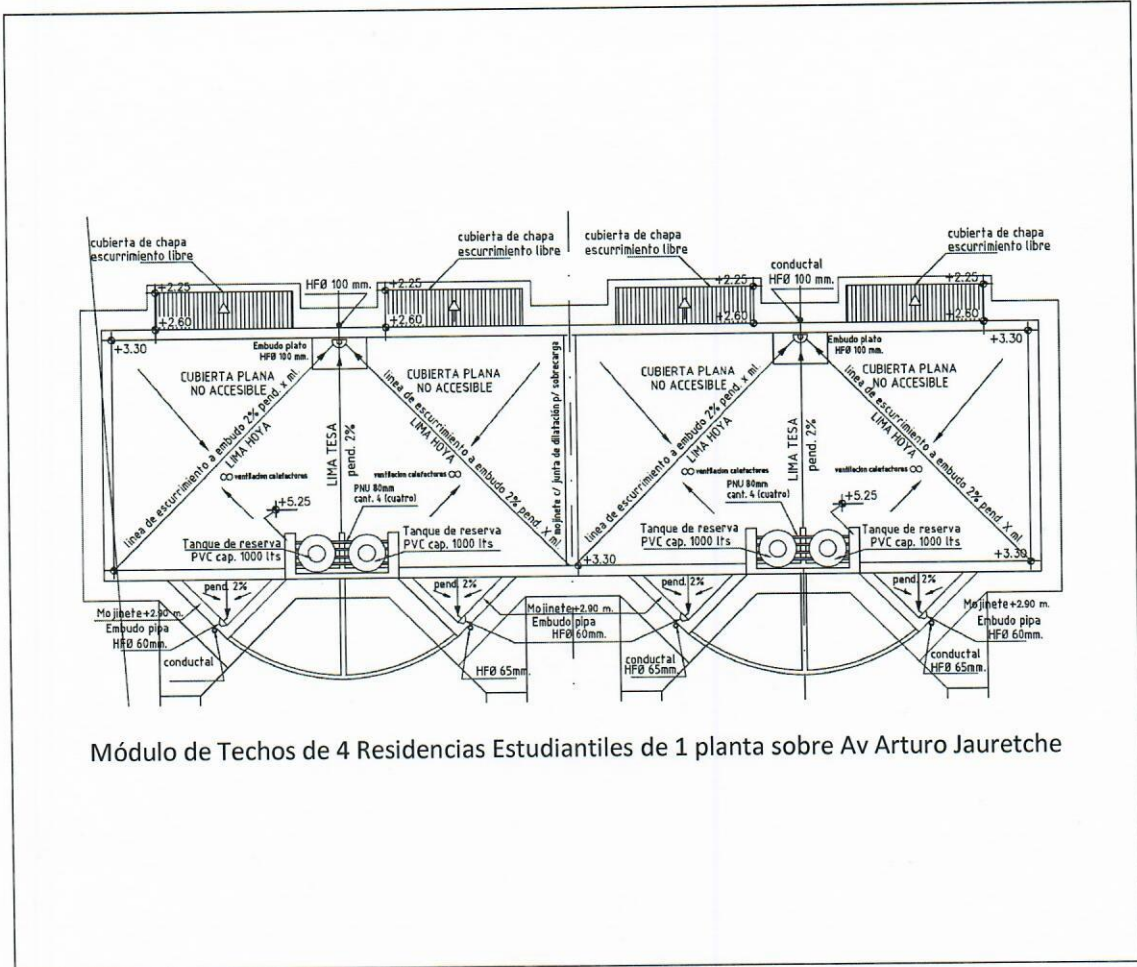 cubierta de chapa
escurrimiento libre
cubierta de chapa
escurrimiento libre
cubierta de chapa
escurrimiento libre
cubierta de chapa
escurrimiento libre
HFØ 100 mm.
conductal
HFØ 100 mm.
+2.25
+2.25
+2.25
+2.25
+2.60
+2.60
+2.60
+2.60
+3.30
Embudo plato
HFØ 100 mm.
Embudo plato
HFØ 100 mm.
+3.30
CUBIERTA PLANA
NO ACCESIBLE
CUBIERTA PLANA
NO ACCESIBLE
CUBIERTA PLANA
NO ACCESIBLE
CUBIERTA PLANA
NO ACCESIBLE
linea de escurrimiento a embudo 2% pend. x ml.
LIMA HOYA
LIMA TESA
pend. 2%
LIMA HOYA
linea de escurrimiento a embudo 2% pend. X ml.
mojinete c/ junta de dilatación p/ sobrecarga
linea de escurrimiento a embudo 2% pend. x ml.
LIMA HOYA
LIMA TESA
pend. 2%
LIMA HOYA
linea de escurrimiento a embudo 2% pend. X ml.
ventilacion calefactores
ventilacion calefactores
ventilacion calefactores
ventilacion calefactores
PNU 80mm
cant. 4 (cuatro)
PNU 80mm
cant. 4 (cuatro)
+5.25
+5.25
Tanque de reserva
PVC cap. 1000 lts
Tanque de reserva
PVC cap. 1000 lts
Tanque de reserva
PVC cap. 1000 lts
Tanque de reserva
PVC cap. 1000 lts
+3.30
+3.30
pend. 2%
pend. 2%
pend. 2%
pend. 2%
Mojinete+2.90 m.
Embudo pipa
HFØ 60mm.
conductal
Mojinete+2.90 m.
Embudo pipa
HFØ 60mm.
HFØ 65mm.
conductal
HFØ 65mm.
Mojinete+2.90 m.
Embudo pipa
HFØ 60mm.
conductal
HFØ 65mm.
Módulo de Techos de 4 Residencias Estudiantiles de 1 planta sobre Av Arturo Jauretche